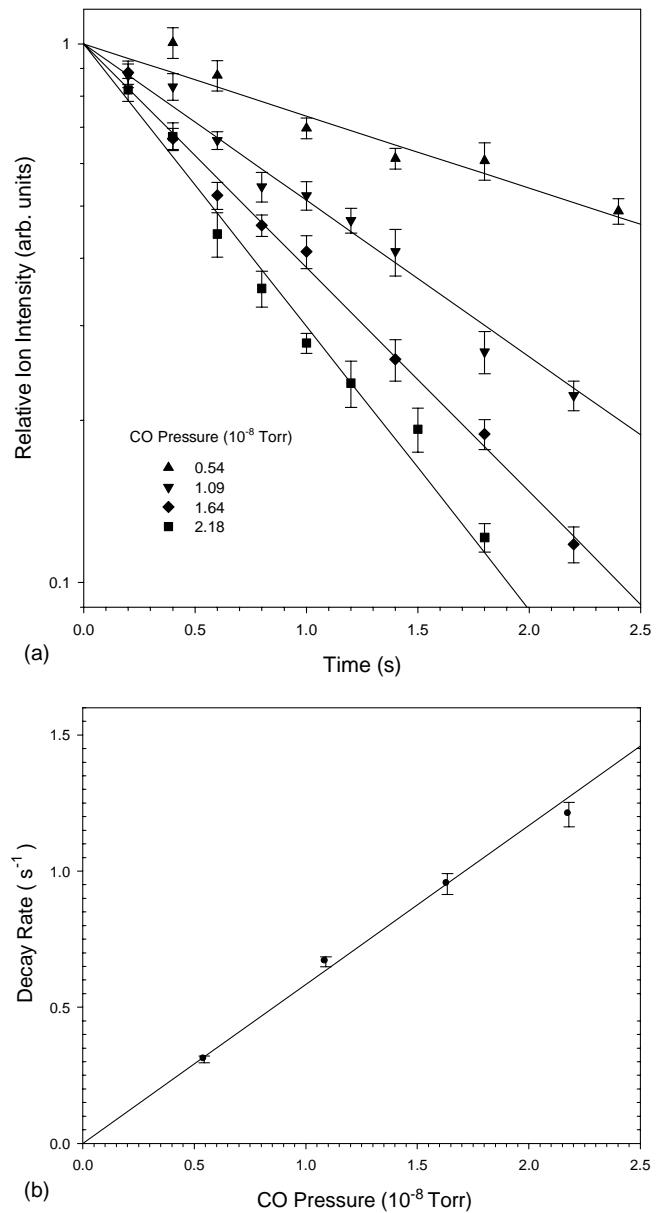 1
Relative Ion Intensity (arb. units)
CO Pressure (10⁻⁸ Torr)
0.54
1.09
1.64
2.18
0.2
0.1
0.0 0.5 1.0 1.5 2.0 2.5
(a)
Time (s)
1.5
1.0
Decay Rate ( s⁻¹)
0.5
0.0
0.0 0.5 1.0 1.5 2.0 2.5
(b)
CO Pressure (10⁻⁸ Torr)